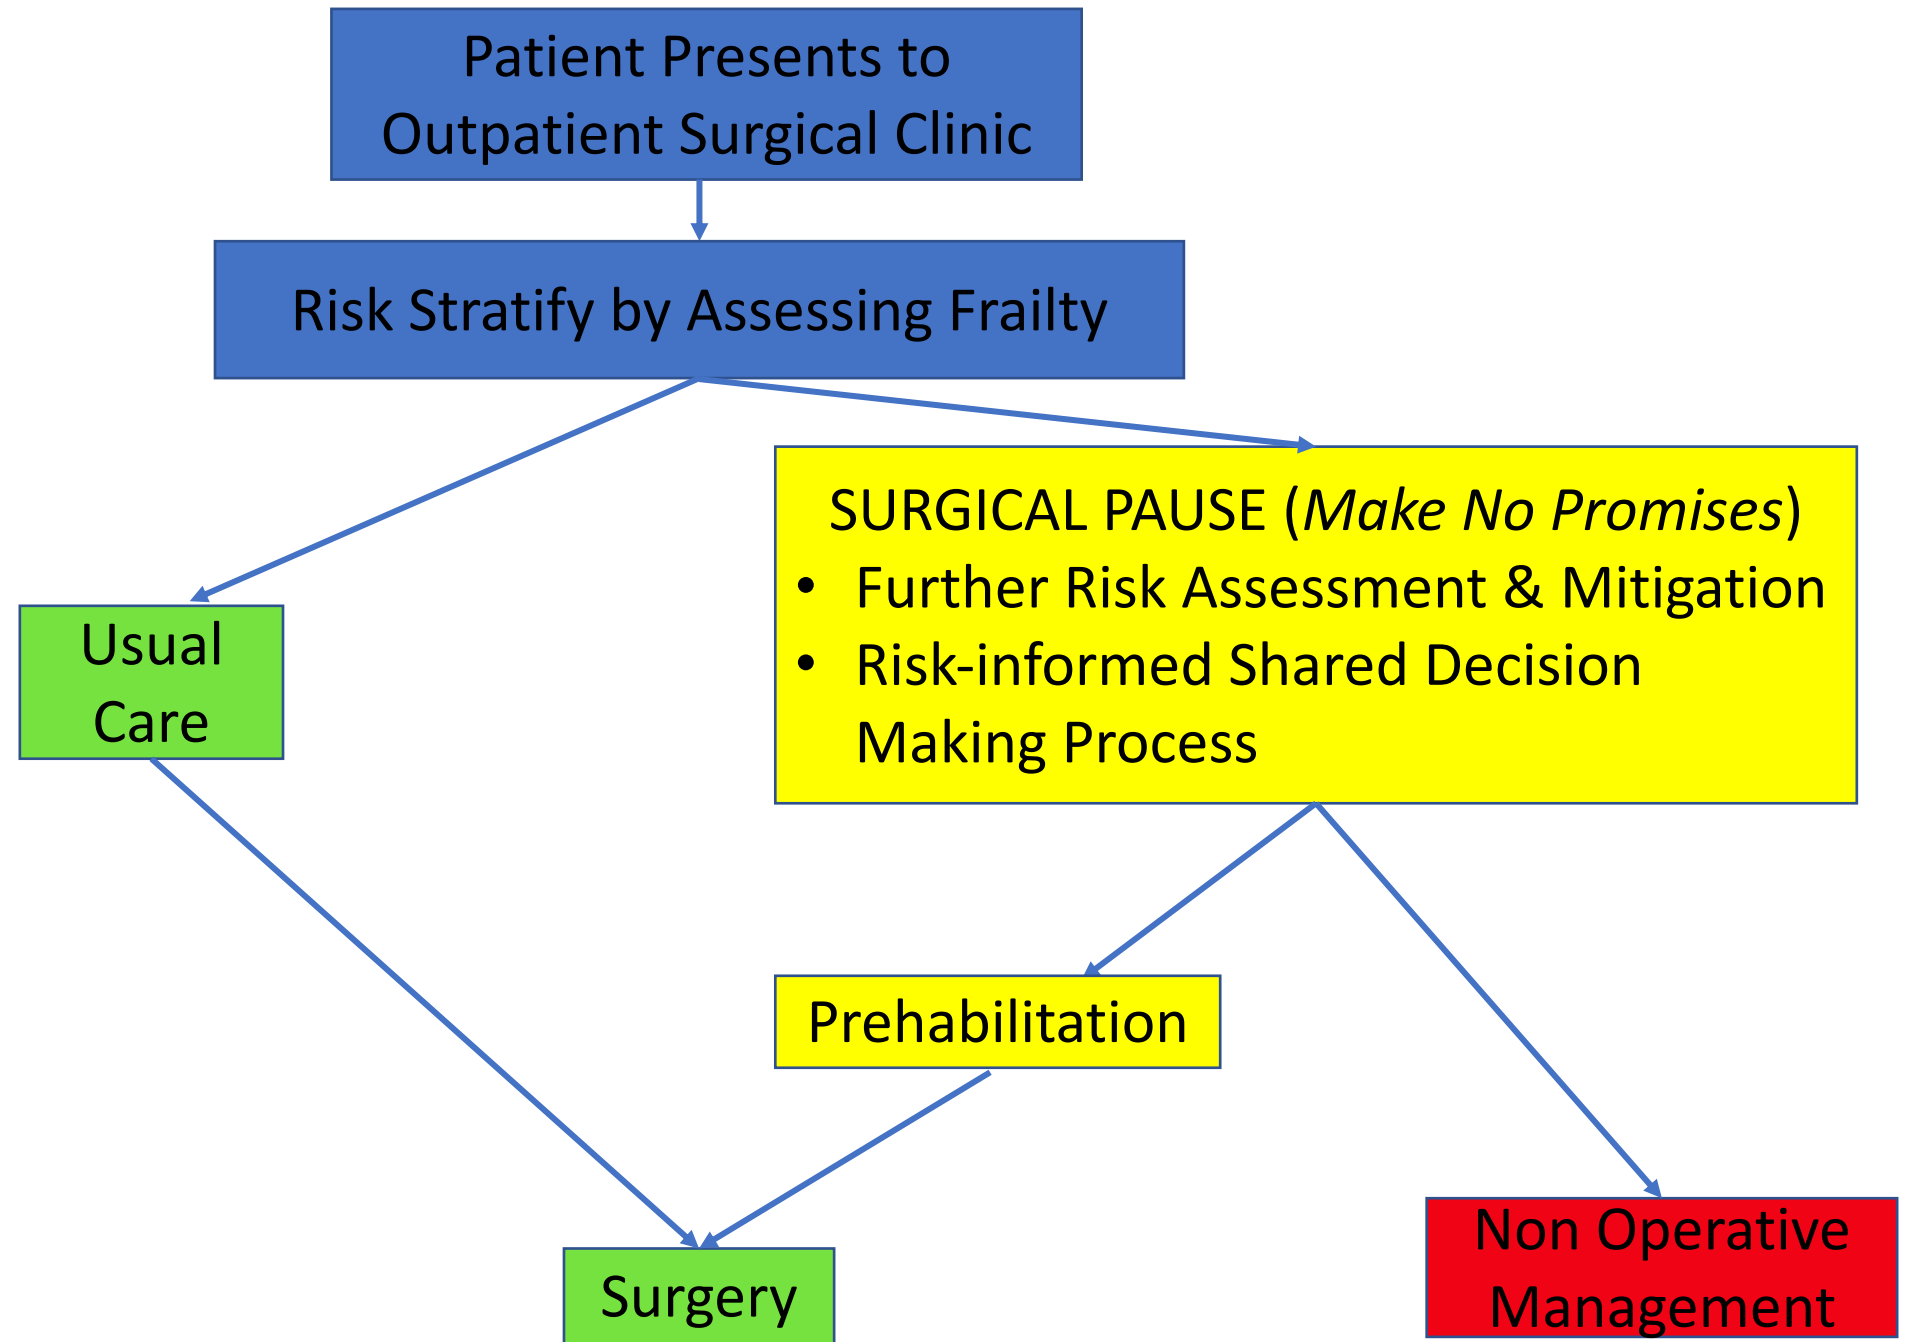 Patient Presents to
Outpatient Surgical Clinic
Risk Stratify by Assessing Frailty
SURGICAL PAUSE (Make No Promises)
• Further Risk Assessment & Mitigation
• Risk-informed Shared Decision
Making Process
Usual
Care
Prehabilitation
Surgery
Non Operative
Management